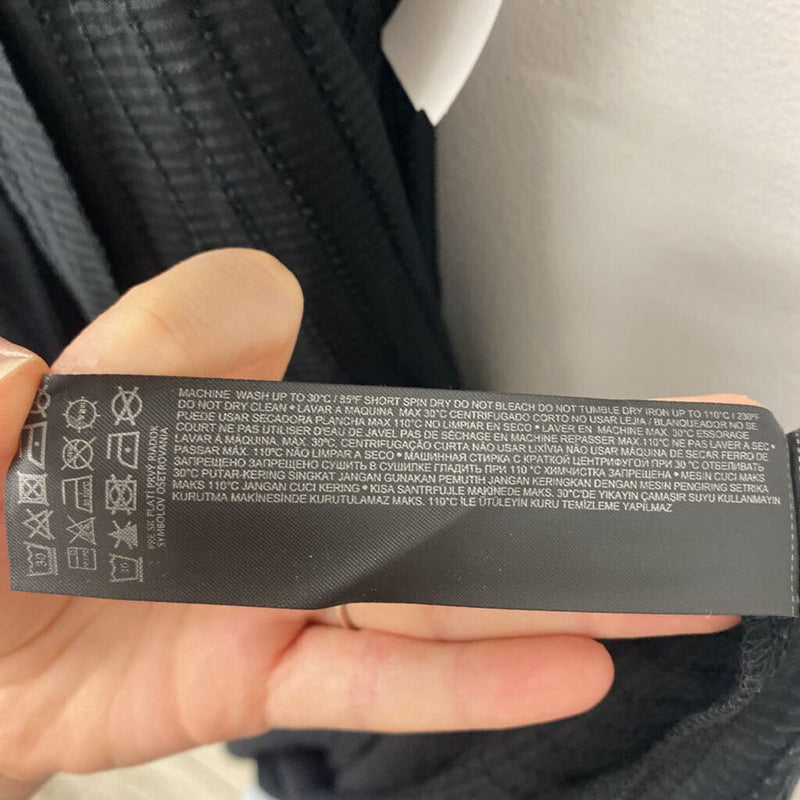 MACHINE WASH UP TO 30°C / 85°F SHORT SPIN DRY DO NOT BLEACH DO NOT TUMBLE DRY IRON UP TO 110°C / 230°F
DO NOT DRY CLEAN • LAVAR A MAQUINA. MAX 30°C CENTRIFUGADO CORTO NO USAR LEJIA / BLANQUEADOR NO SE
PUEDE USAR SECADORA PLANCHA MAX 110°C NO LIMPIAR EN SECO • LAVER EN MACHINE MAX. 30°C ESSORAGE
COURT NE PAS UTILISER D'EAU DE JAVEL PAS DE SÉCHAGE EN MACHINE REPASSER MAX.110°C NE PAS LAVER A SEC •
LAVAR À MÁQUINA. MÁX. 30ºC. CENTRIFUGAÇÃO CURTA NÃO USAR LIXÍVIA NÃO USAR MÁQUINA DE SECAR FERRO DE
PASSAR MÁX. 110ºC NÃO LIMPAR A SECO • МАШИННАЯ СТИРКА С КРАТКОЙ ЦЕНТРИФУГОЙ ПРИ 30 °C ОТБЕЛИВАТЬ
ЗАПРЕЩЕНО ЗАПРЕЩЕНО СУШИТЬ В СУШИЛКЕ ГЛАДИТЬ ПРИ 110 °C ХИМЧИСТКА ЗАПРЕЩЕНА • MESIN CUCI MAKS
30°C PUTAR-KERING SINGKAT JANGAN GUNAKAN PEMUTIH JANGAN KERINGKAN DENGAN MESIN PENGIRING SETRIKA
MAKS 110°C JANGAN CUCI KERING • KISA SANTRFÜJLE MAKİNEDE MAKS. 30°C'DE YIKAYIN ÇAMAŞIR SUYU KULLANMAYIN
KURUTMA MAKİNESİNDE KURUTULAMAZ MAKS. 110°C İLE ÜTÜLEYİN KURU TEMİZLEME YAPILMAZ
PRE SK PLATÍ PRVÝ RIADOK
SYMBOLOV OŠETROVANIA
30